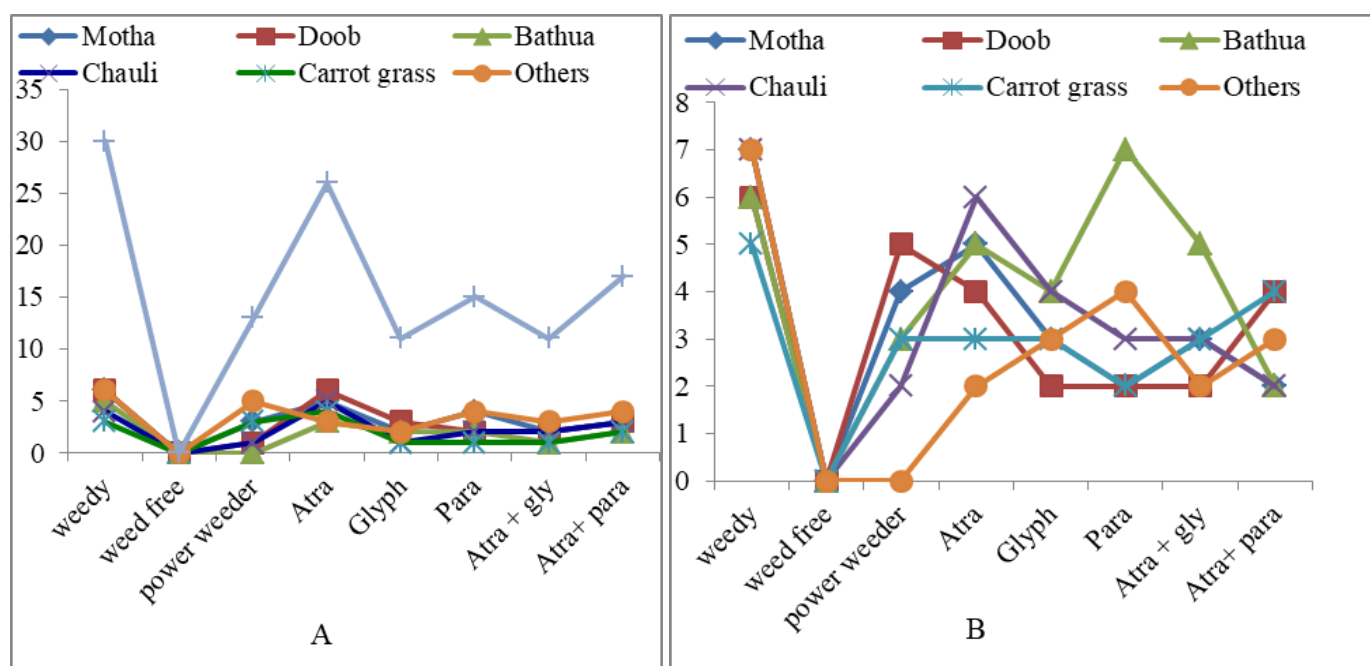 Motha Doob Bathua
Chauli Carrot grass Others
35
30
25
20
15
10
5
0
weedy
weed free
power weeder
Atra
Glyph
Para
Atra + gly
Atra+ para
A
Motha Doob Bathua
Chauli Carrot grass Others
8
7
6
5
4
3
2
1
0
weedy
weed free
power weeder
Atra
Glyph
Para
Atra + gly
Atra+ para
B